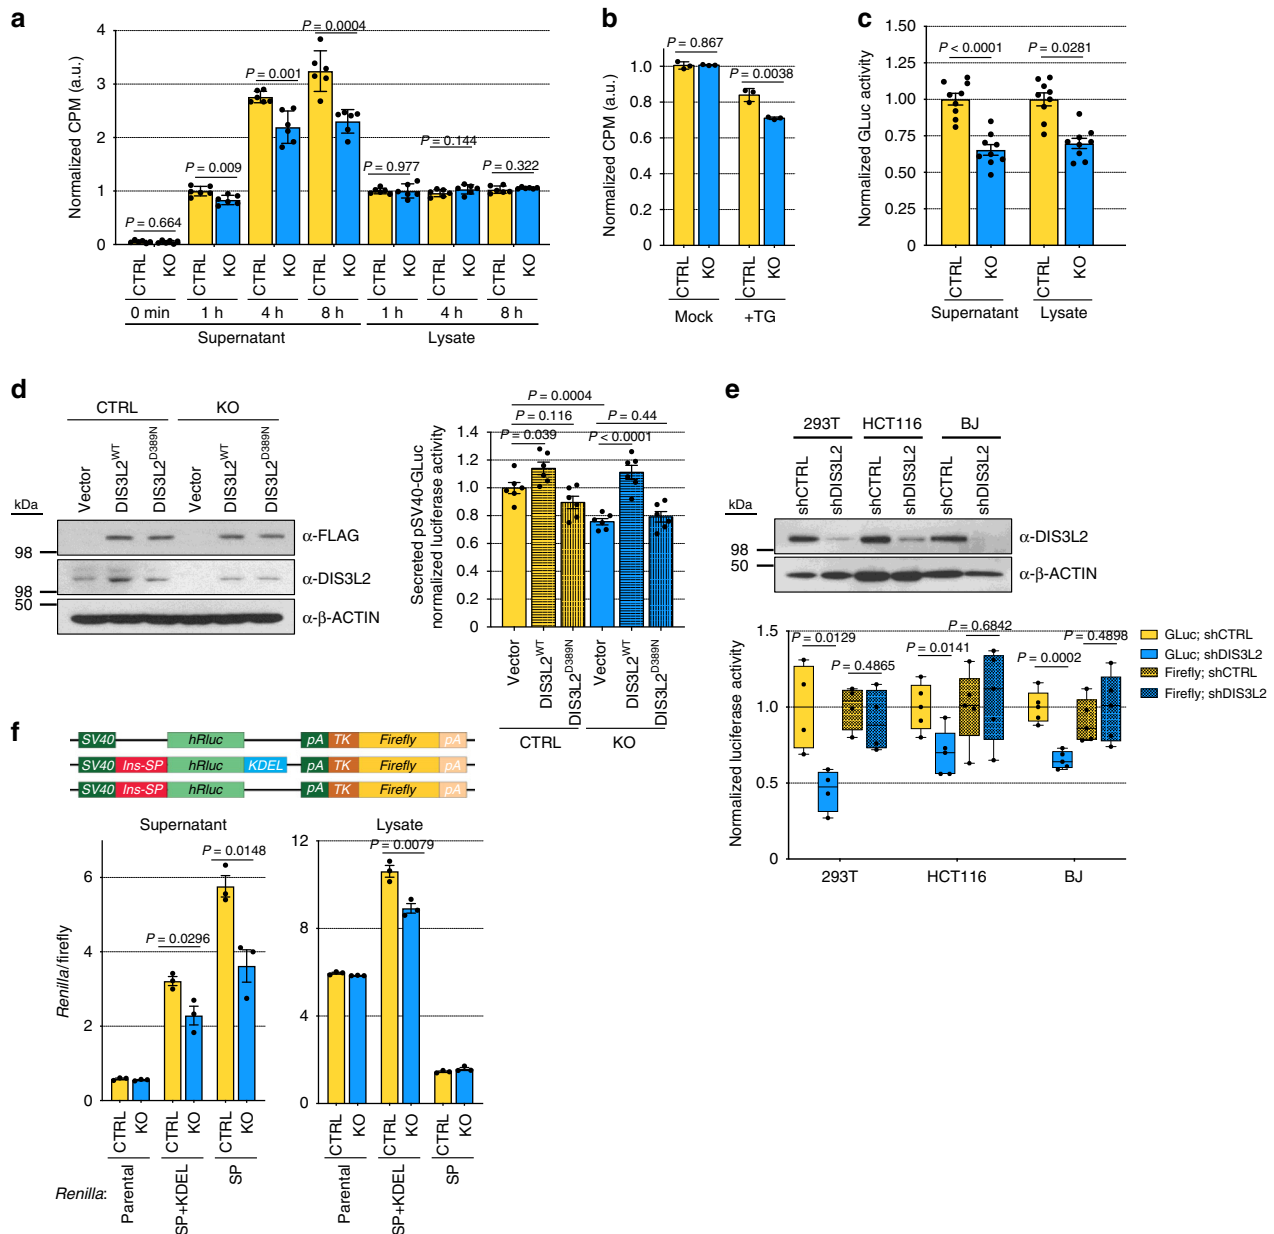 a
Normalized CPM (a.u.)
4
3
2
1
0
P = 0.664
P = 0.009
P = 0.001
P = 0.0004
P = 0.977
P = 0.144
P = 0.322
CTRL KO CTRL KO CTRL KO CTRL KO CTRL KO CTRL KO CTRL KO
0 min 1 h 4 h 8 h 1 h 4 h 8 h
Supernatant Lysate
b
Normalized CPM (a.u.)
1.0
0.8
0.6
0.4
0.2
0
P = 0.867
P = 0.0038
CTRL KO CTRL KO
Mock +TG
c
Normalized GLuc activity
1.50
1.25
1.00
0.75
0.50
0.25
0
P < 0.0001
P = 0.0281
CTRL KO CTRL KO
Supernatant Lysate
d
CTRL KO
Vector DIS3L2WT DIS3L2D389N Vector DIS3L2WT DIS3L2D389N
kDa
98
98
50
α-FLAG
α-DIS3L2
α-β-ACTIN
Secreted pSV40-GLuc
normalized luciferase activity
1.4
1.2
1.0
0.8
0.6
0.4
0.2
0
P = 0.0004
P = 0.116
P = 0.44
P = 0.039
P < 0.0001
Vector DIS3L2WT DIS3L2D389N Vector DIS3L2WT DIS3L2D389N
CTRL KO
e
293T HCT116 BJ
shCTRL shDIS3L2 shCTRL shDIS3L2 shCTRL shDIS3L2
kDa
98
50
α-DIS3L2
α-β-ACTIN
Normalized luciferase activity
1.5
1.0
0.5
0
P = 0.0129
P = 0.4865
P = 0.0141
P = 0.6842
P = 0.0002
P = 0.4898
293T HCT116 BJ
GLuc; shCTRL
GLuc; shDIS3L2
Firefly; shCTRL
Firefly; shDIS3L2
f
SV40 hRluc pA TK Firefly pA
SV40 Ins-SP hRluc KDEL pA TK Firefly pA
SV40 Ins-SP hRluc pA TK Firefly pA
Supernatant
Renilla/firefly
6
4
2
0
P = 0.0296
P = 0.0148
CTRL KO CTRL KO CTRL KO
Parental SP+KDEL SP
Lysate
12
8
4
0
P = 0.0079
CTRL KO CTRL KO CTRL KO
Parental SP+KDEL SP
Renilla: